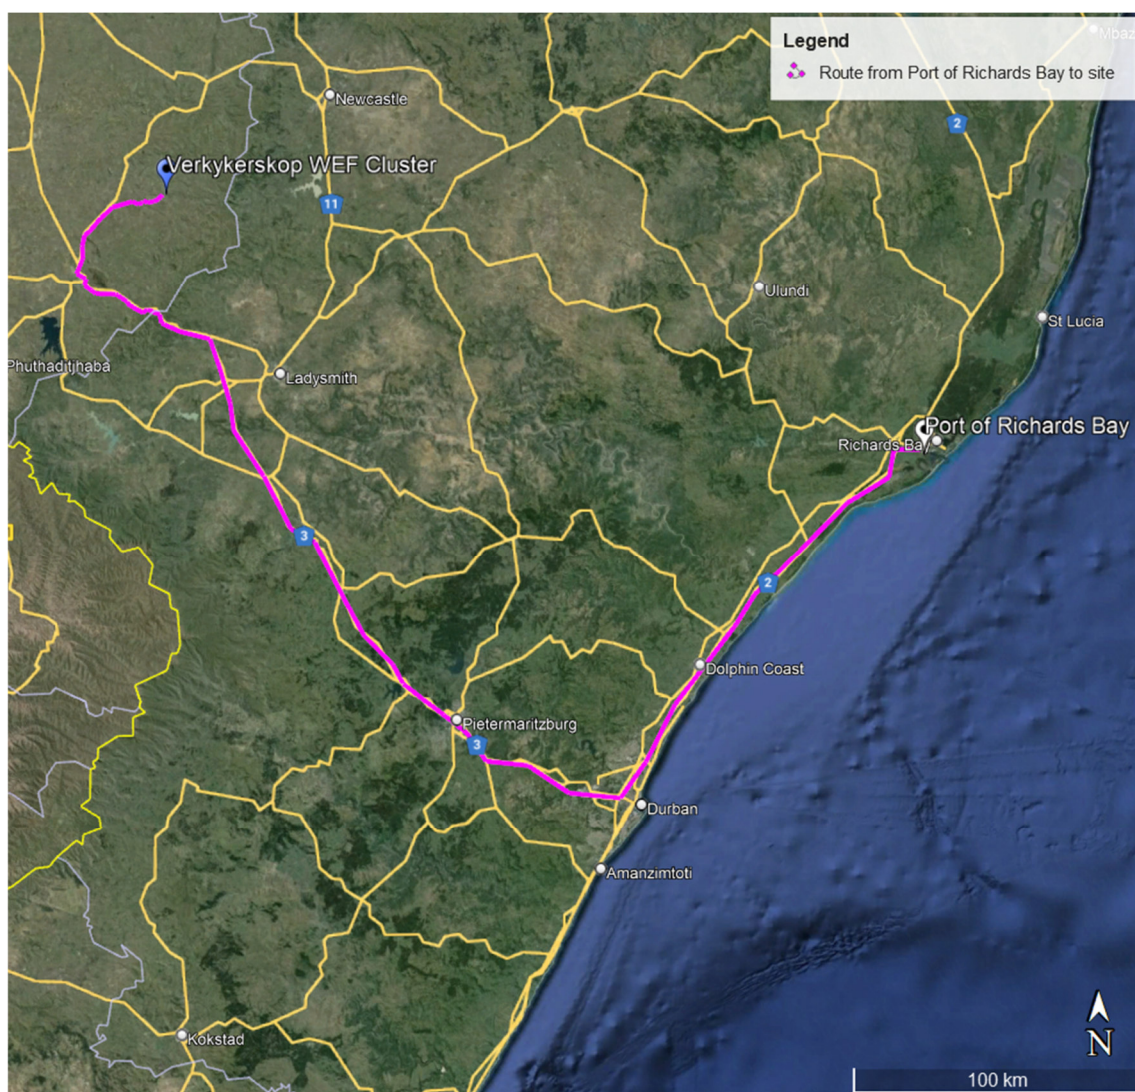 Legend
Route from Port of Richards Bay to site
Mbaz
Newcastle
2
Verkykerskop WEF Cluster
11
Ulundi
St Lucia
Phuthaditjhaba
Ladysmith
Port of Richards Bay
Richards Bay
3
2
Dolphin Coast
Pietermaritzburg
3
Durban
Amanzimtoti
Kokstad
N
100 km